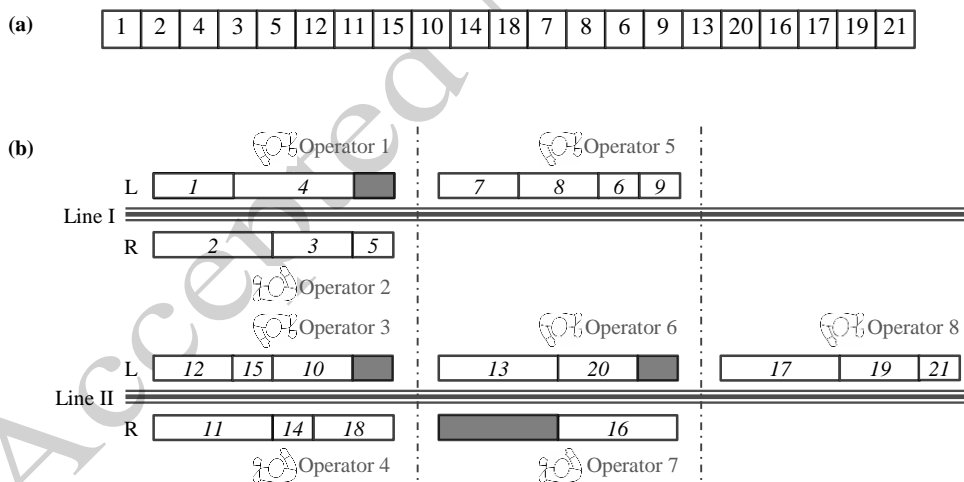 (a) 1 2 4 3 5 12 11 15 10 14 18 7 8 6 9 13 20 16 17 19 21
(b)
Operator 1 Operator 5
L 1 4 7 8 6 9
Line I
R 2 3 5
Operator 2
Operator 3 Operator 6 Operator 8
L 12 15 10 13 20 17 19 21
Line II
R 11 14 18 16
Operator 4 Operator 7
Accepted